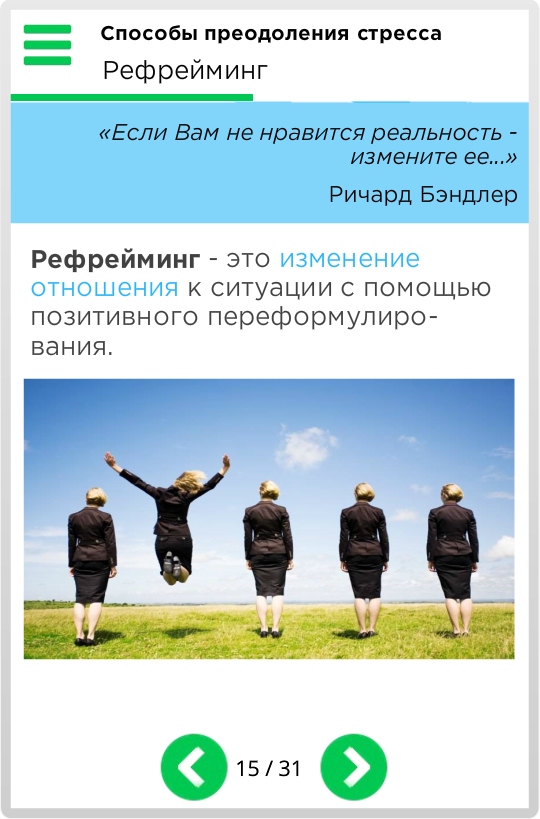 Способы преодоления стресса
Рефрейминг
«Если Вам не нравится реальность -
измените ее...»
Ричард Бэндлер
Рефрейминг - это изменение
отношения к ситуации с помощью
позитивного переформулиро-
вания.
15 / 31